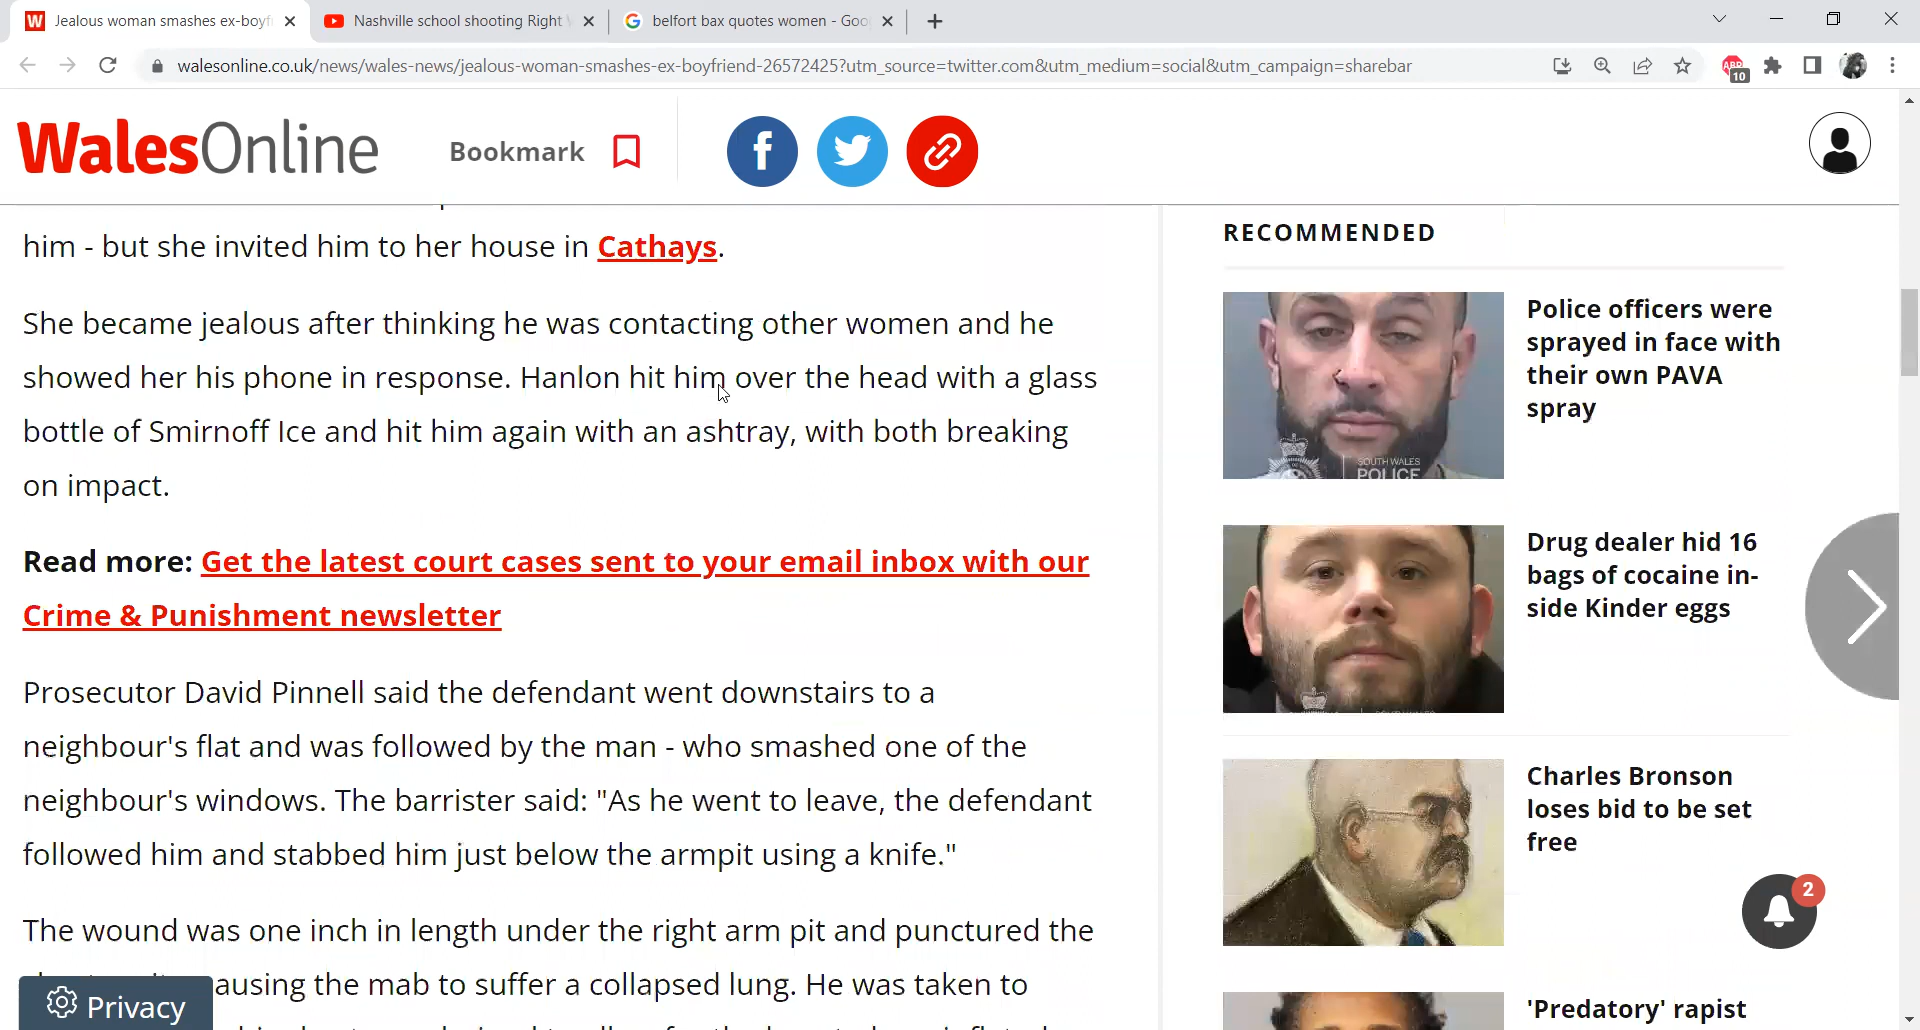 Jealous woman smashes ex-boyf
Nashville school shooting Right
belfort bax quotes women - Goo
walesonline.co.uk/news/wales-news/jealous-woman-smashes-ex-boyfriend-26572425?utm_source=twitter.com&utm_medium=social&utm_campaign=sharebar
ABP
10
WalesOnline
Bookmark
him - but she invited him to her house in Cathays.
She became jealous after thinking he was contacting other women and he
showed her his phone in response. Hanlon hit him over the head with a glass
bottle of Smirnoff Ice and hit him again with an ashtray, with both breaking
on impact.
Read more: Get the latest court cases sent to your email inbox with our
Crime & Punishment newsletter
Prosecutor David Pinnell said the defendant went downstairs to a
neighbour's flat and was followed by the man - who smashed one of the
neighbour's windows. The barrister said: "As he went to leave, the defendant
followed him and stabbed him just below the armpit using a knife."
The wound was one inch in length under the right arm pit and punctured the
ausing the mab to suffer a collapsed lung. He was taken to
Privacy
RECOMMENDED
SOUTH WALES
POLICE
Police officers were
sprayed in face with
their own PAVA
spray
Drug dealer hid 16
bags of cocaine in-
side Kinder eggs
Charles Bronson
loses bid to be set
free
2
'Predatory' rapist